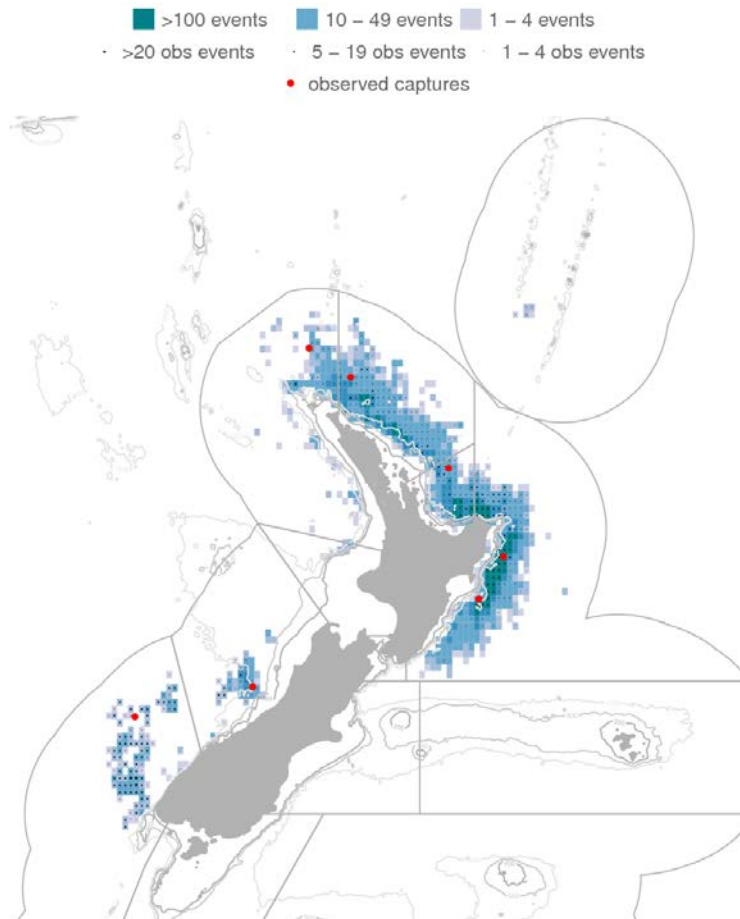 >100 events 10 – 49 events 1 – 4 events
>20 obs events 5 – 19 obs events 1 – 4 obs events
observed captures